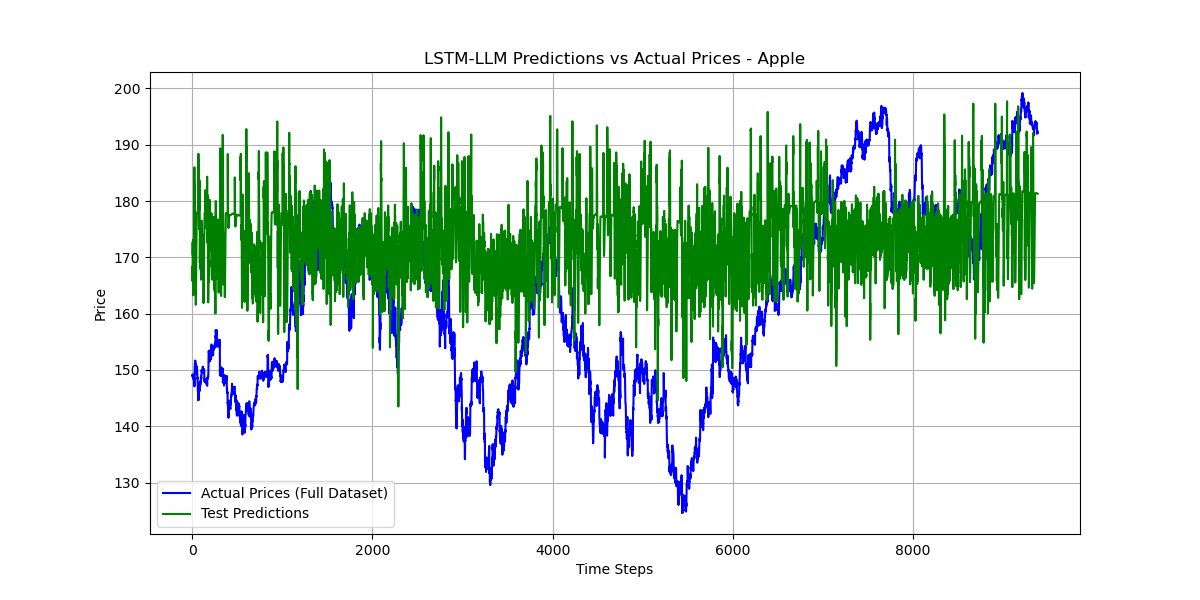 LSTM-LLM Predictions vs Actual Prices - Apple
200
190
180
170
160
150
140
130
Price
Actual Prices (Full Dataset)
Test Predictions
0 2000 4000 6000 8000
Time Steps